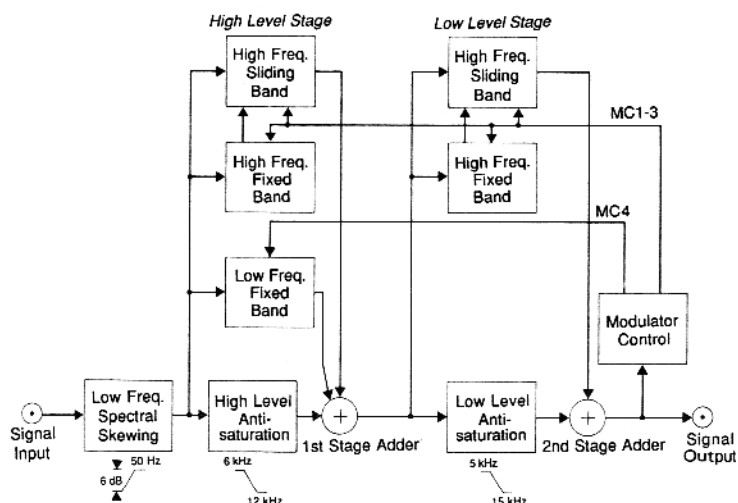 High Level Stage
Low Level Stage
High Freq.
Sliding
Band
High Freq.
Sliding
Band
MC1-3
High Freq.
Fixed
Band
High Freq.
Fixed
Band
MC4
Low Freq.
Fixed
Band
Modulator
Control
Low Freq.
Spectral
Skewing
High Level
Anti-
saturation
Low Level
Anti-
saturation
Signal
Input
1st Stage Adder
2nd Stage Adder
Signal
Output
50 Hz
6 dB
6 kHz
12 kHz
5 kHz
15 kHz